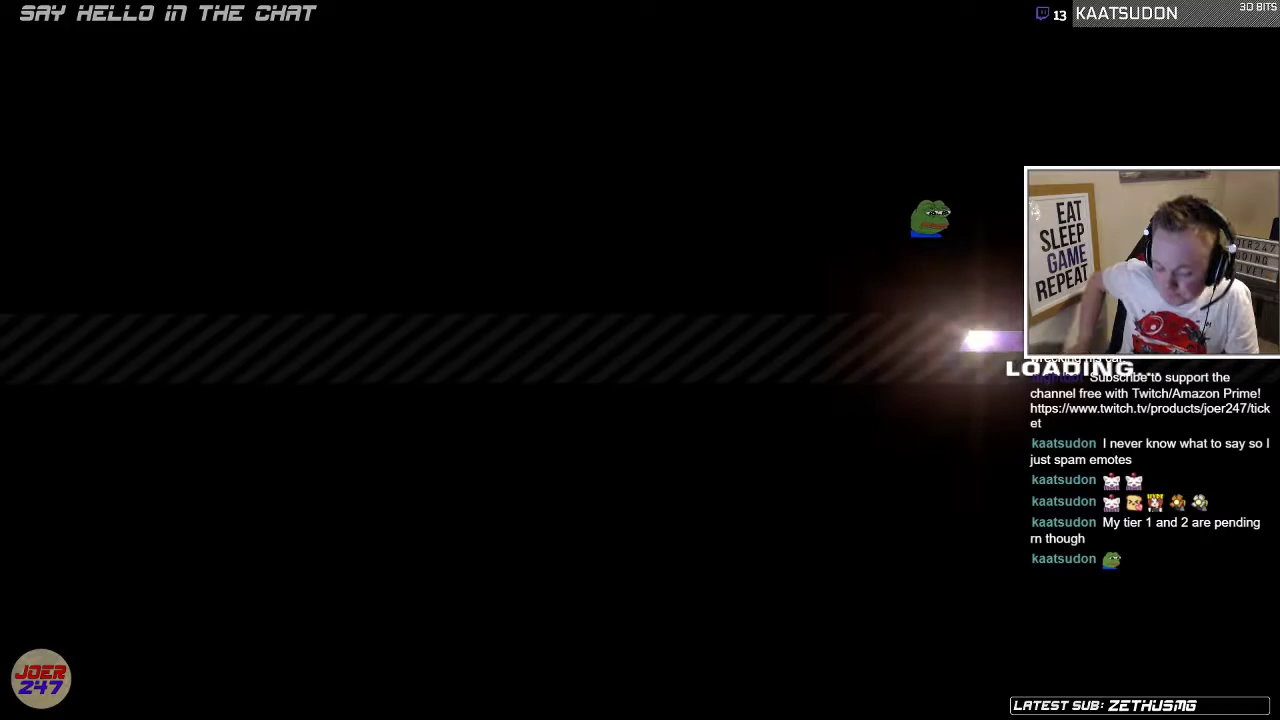 SAY HELLO IN THE CHAT
13
KAATSUDON
30 BITS
EAT
SLEEP
GAME
REPEAT
LOADING...
Subscribe to support the
channel free with Twitch/Amazon Prime!
https://www.twitch.tv/products/joer247/tick
et
kaatsudon I never know what to say so I
just spam emotes
kaatsudon
kaatsudon
kaatsudon My tier 1 and 2 are pending
rn though
kaatsudon
JOER
247
LATEST SUB: ZETHUSMG